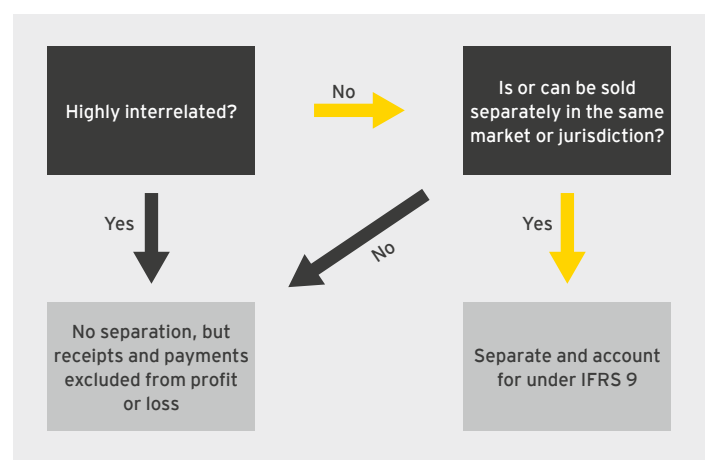 Highly interrelated?
No
Is or can be sold
separately in the same
market or jurisdiction?
Yes
No
Yes
No separation, but
receipts and payments
excluded from profit
or loss
Separate and account
for under IFRS 9